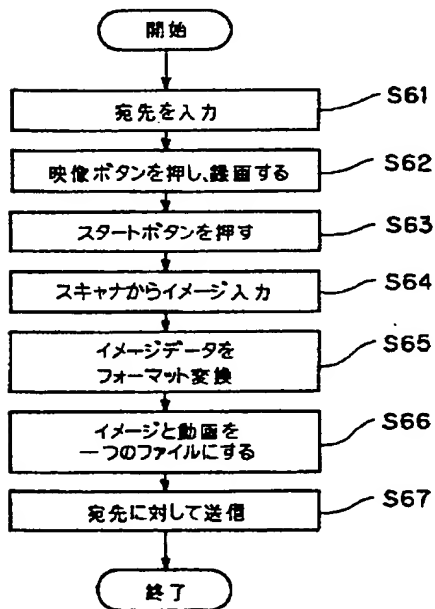 開始
宛先を入力
S61
映像ボタンを押し、録画する
S62
スタートボタンを押す
S63
スキャナからイメージ入力
S64
イメージデータを
フォーマット変換
S65
イメージと動画を
一つのファイルにする
S66
宛先に対して送信
S67
終了